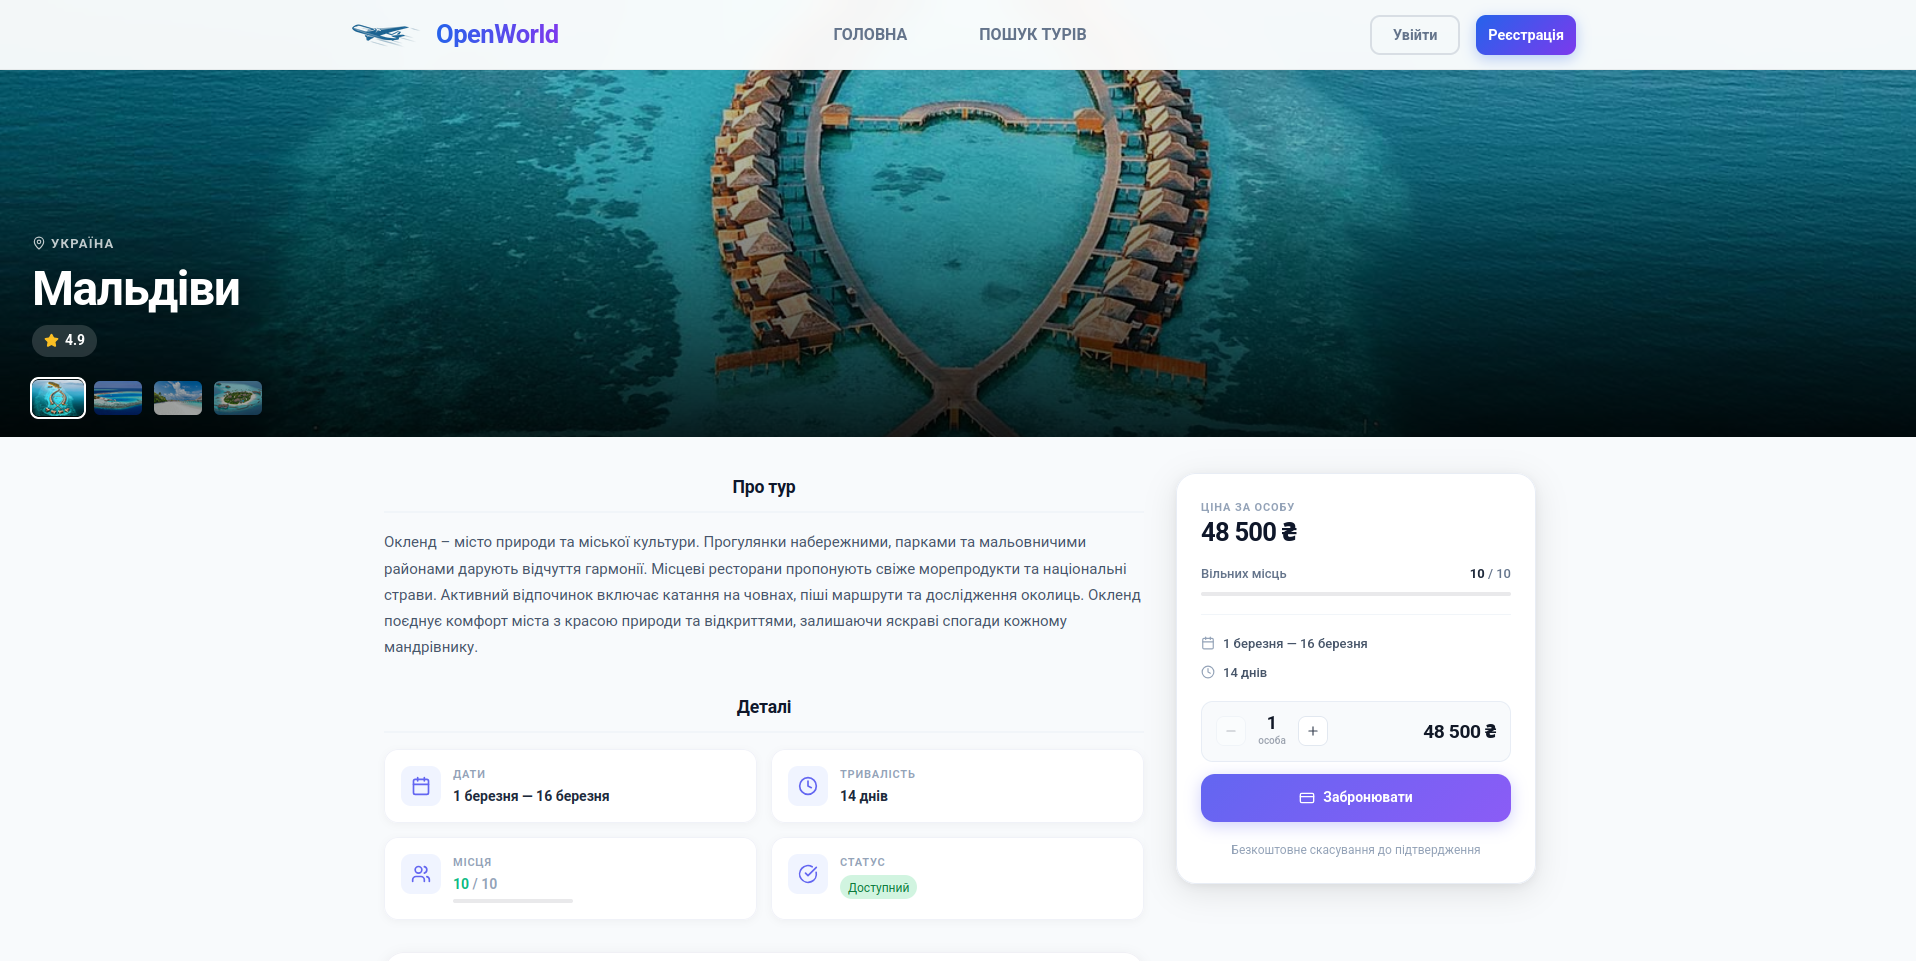 OpenWorld
ГОЛОВНА
ПОШУК ТУРІВ
Увійти
Реєстрація
УКРАЇНА
Мальдіви
4.9
Про тур
Окленд – місто природи та міської культури. Прогулянки набережними, парками та мальовничими
районами дарують відчуття гармонії. Місцеві ресторани пропонують свіже морепродукти та національні
страви. Активний відпочинок включає катання на човнах, піші маршрути та дослідження околиць. Окленд
поєднує комфорт міста з красою природи та відкриттями, залишаючи яскраві спогади кожному
мандрівнику.
Деталі
ДАТИ
1 березня — 16 березня
ТРИВАЛІСТЬ
14 днів
МІСЦЯ
10 / 10
СТАТУС
Доступний
ЦІНА ЗА ОСОБУ
48 500 ₴
Вільних місць 10 / 10
1 березня — 16 березня
14 днів
1
особа
48 500 ₴
Забронювати
Безкоштовне скасування до підтвердження